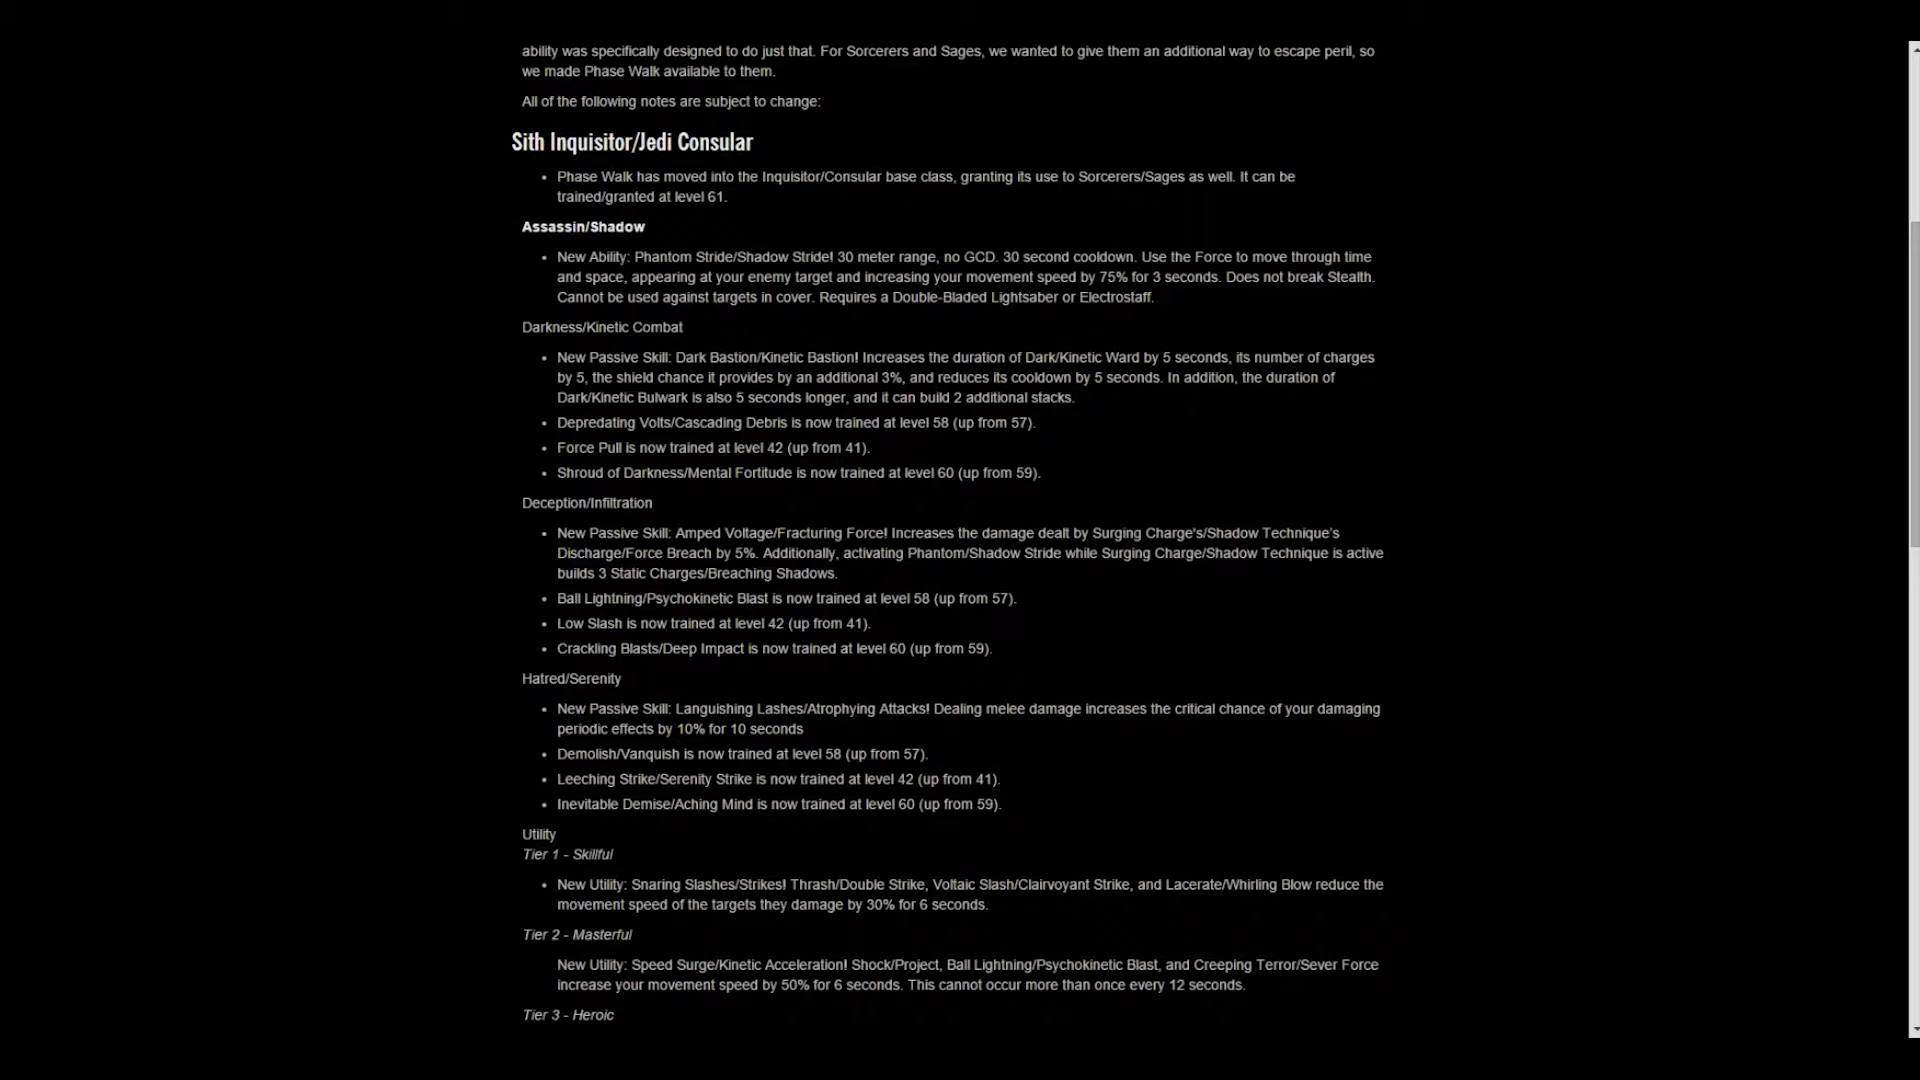 ability was specifically designed to do just that. For Sorcerers and Sages, we wanted to give them an additional way to escape peril, so
we made Phase Walk available to them.
All of the following notes are subject to change:
Sith Inquisitor/Jedi Consular
• Phase Walk has moved into the Inquisitor/Consular base class, granting its use to Sorcerers/Sages as well. It can be
trained/granted at level 61.
Assassin/Shadow
• New Ability: Phantom Stride/Shadow Stride! 30 meter range, no GCD. 30 second cooldown. Use the Force to move through time
and space, appearing at your enemy target and increasing your movement speed by 75% for 3 seconds. Does not break Stealth.
Cannot be used against targets in cover. Requires a Double-Bladed Lightsaber or Electrostaff.
Darkness/Kinetic Combat
• New Passive Skill: Dark Bastion/Kinetic Bastion! Increases the duration of Dark/Kinetic Ward by 5 seconds, its number of charges
by 5, the shield chance it provides by an additional 3%, and reduces its cooldown by 5 seconds. In addition, the duration of
Dark/Kinetic Bulwark is also 5 seconds longer, and it can build 2 additional stacks.
• Depredating Volts/Cascading Debris is now trained at level 58 (up from 57).
• Force Pull is now trained at level 42 (up from 41).
• Shroud of Darkness/Mental Fortitude is now trained at level 60 (up from 59).
Deception/Infiltration
• New Passive Skill: Amped Voltage/Fracturing Force! Increases the damage dealt by Surging Charge's/Shadow Technique's
Discharge/Force Breach by 5%. Additionally, activating Phantom/Shadow Stride while Surging Charge/Shadow Technique is active
builds 3 Static Charges/Breaching Shadows.
• Ball Lightning/Psychokinetic Blast is now trained at level 58 (up from 57).
• Low Slash is now trained at level 42 (up from 41).
• Crackling Blasts/Deep Impact is now trained at level 60 (up from 59).
Hatred/Serenity
• New Passive Skill: Languishing Lashes/Atrophying Attacks! Dealing melee damage increases the critical chance of your damaging
periodic effects by 10% for 10 seconds
• Demolish/Vanquish is now trained at level 58 (up from 57).
• Leeching Strike/Serenity Strike is now trained at level 42 (up from 41).
• Inevitable Demise/Aching Mind is now trained at level 60 (up from 59).
Utility
Tier 1 - Skillful
• New Utility: Snaring Slashes/Strikes! Thrash/Double Strike, Voltaic Slash/Clairvoyant Strike, and Lacerate/Whirling Blow reduce the
movement speed of the targets they damage by 30% for 6 seconds.
Tier 2 - Masterful
New Utility: Speed Surge/Kinetic Acceleration! Shock/Project, Ball Lightning/Psychokinetic Blast, and Creeping Terror/Sever Force
increase your movement speed by 50% for 6 seconds. This cannot occur more than once every 12 seconds.
Tier 3 - Heroic